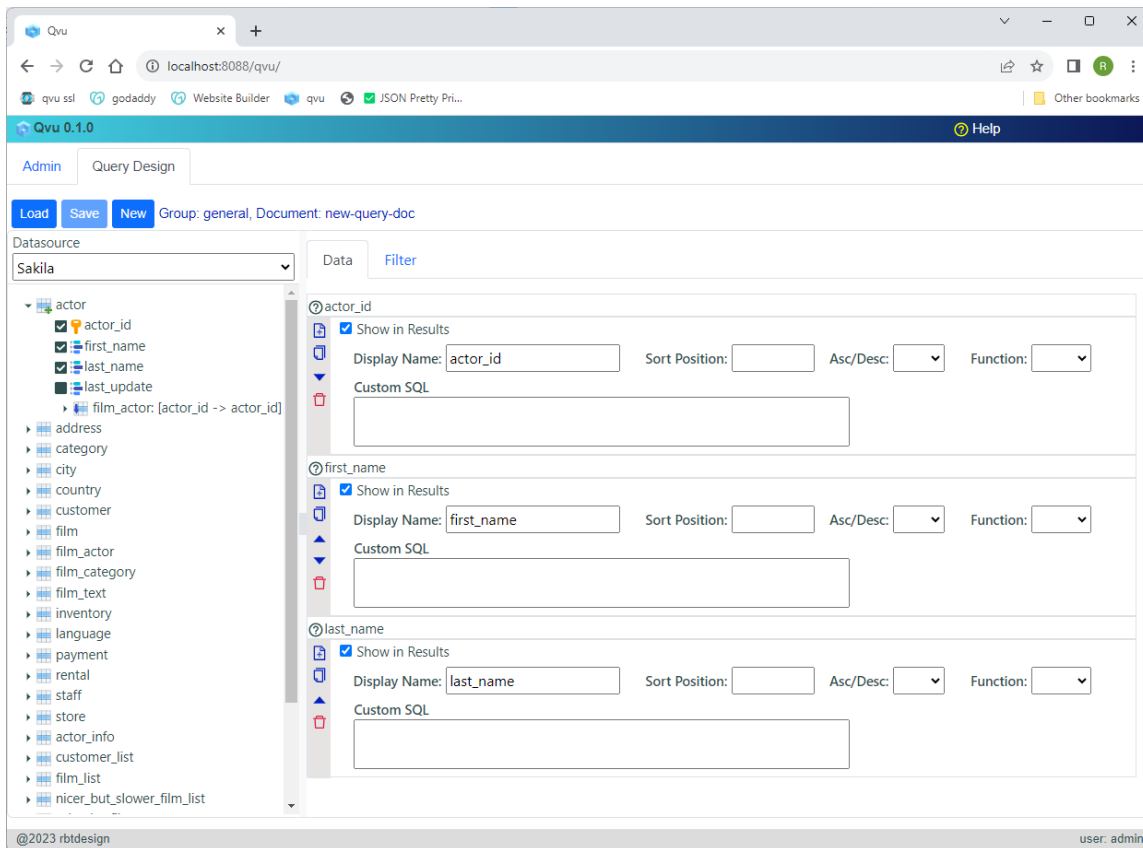 Qvu
localhost:8088/qvu/
R
qvu ssl godaddy Website Builder qvu JSON Pretty Pri... Other bookmarks
Qvu 0.1.0 Help
Admin Query Design
Load Save New Group: general, Document: new-query-doc
Datasource
Sakila
Data Filter
actor
actor_id
first_name
last_name
last_update
film_actor: [actor_id -> actor_id]
address
category
city
country
customer
film
film_actor
film_category
film_text
inventory
language
payment
rental
staff
store
actor_info
customer_list
film_list
nicer_but_slower_film_list
actor_id
Show in Results
Display Name: actor_id Sort Position: Asc/Desc: Function:
Custom SQL
first_name
Show in Results
Display Name: first_name Sort Position: Asc/Desc: Function:
Custom SQL
last_name
Show in Results
Display Name: last_name Sort Position: Asc/Desc: Function:
Custom SQL
@2023 rbtdesign user: admin